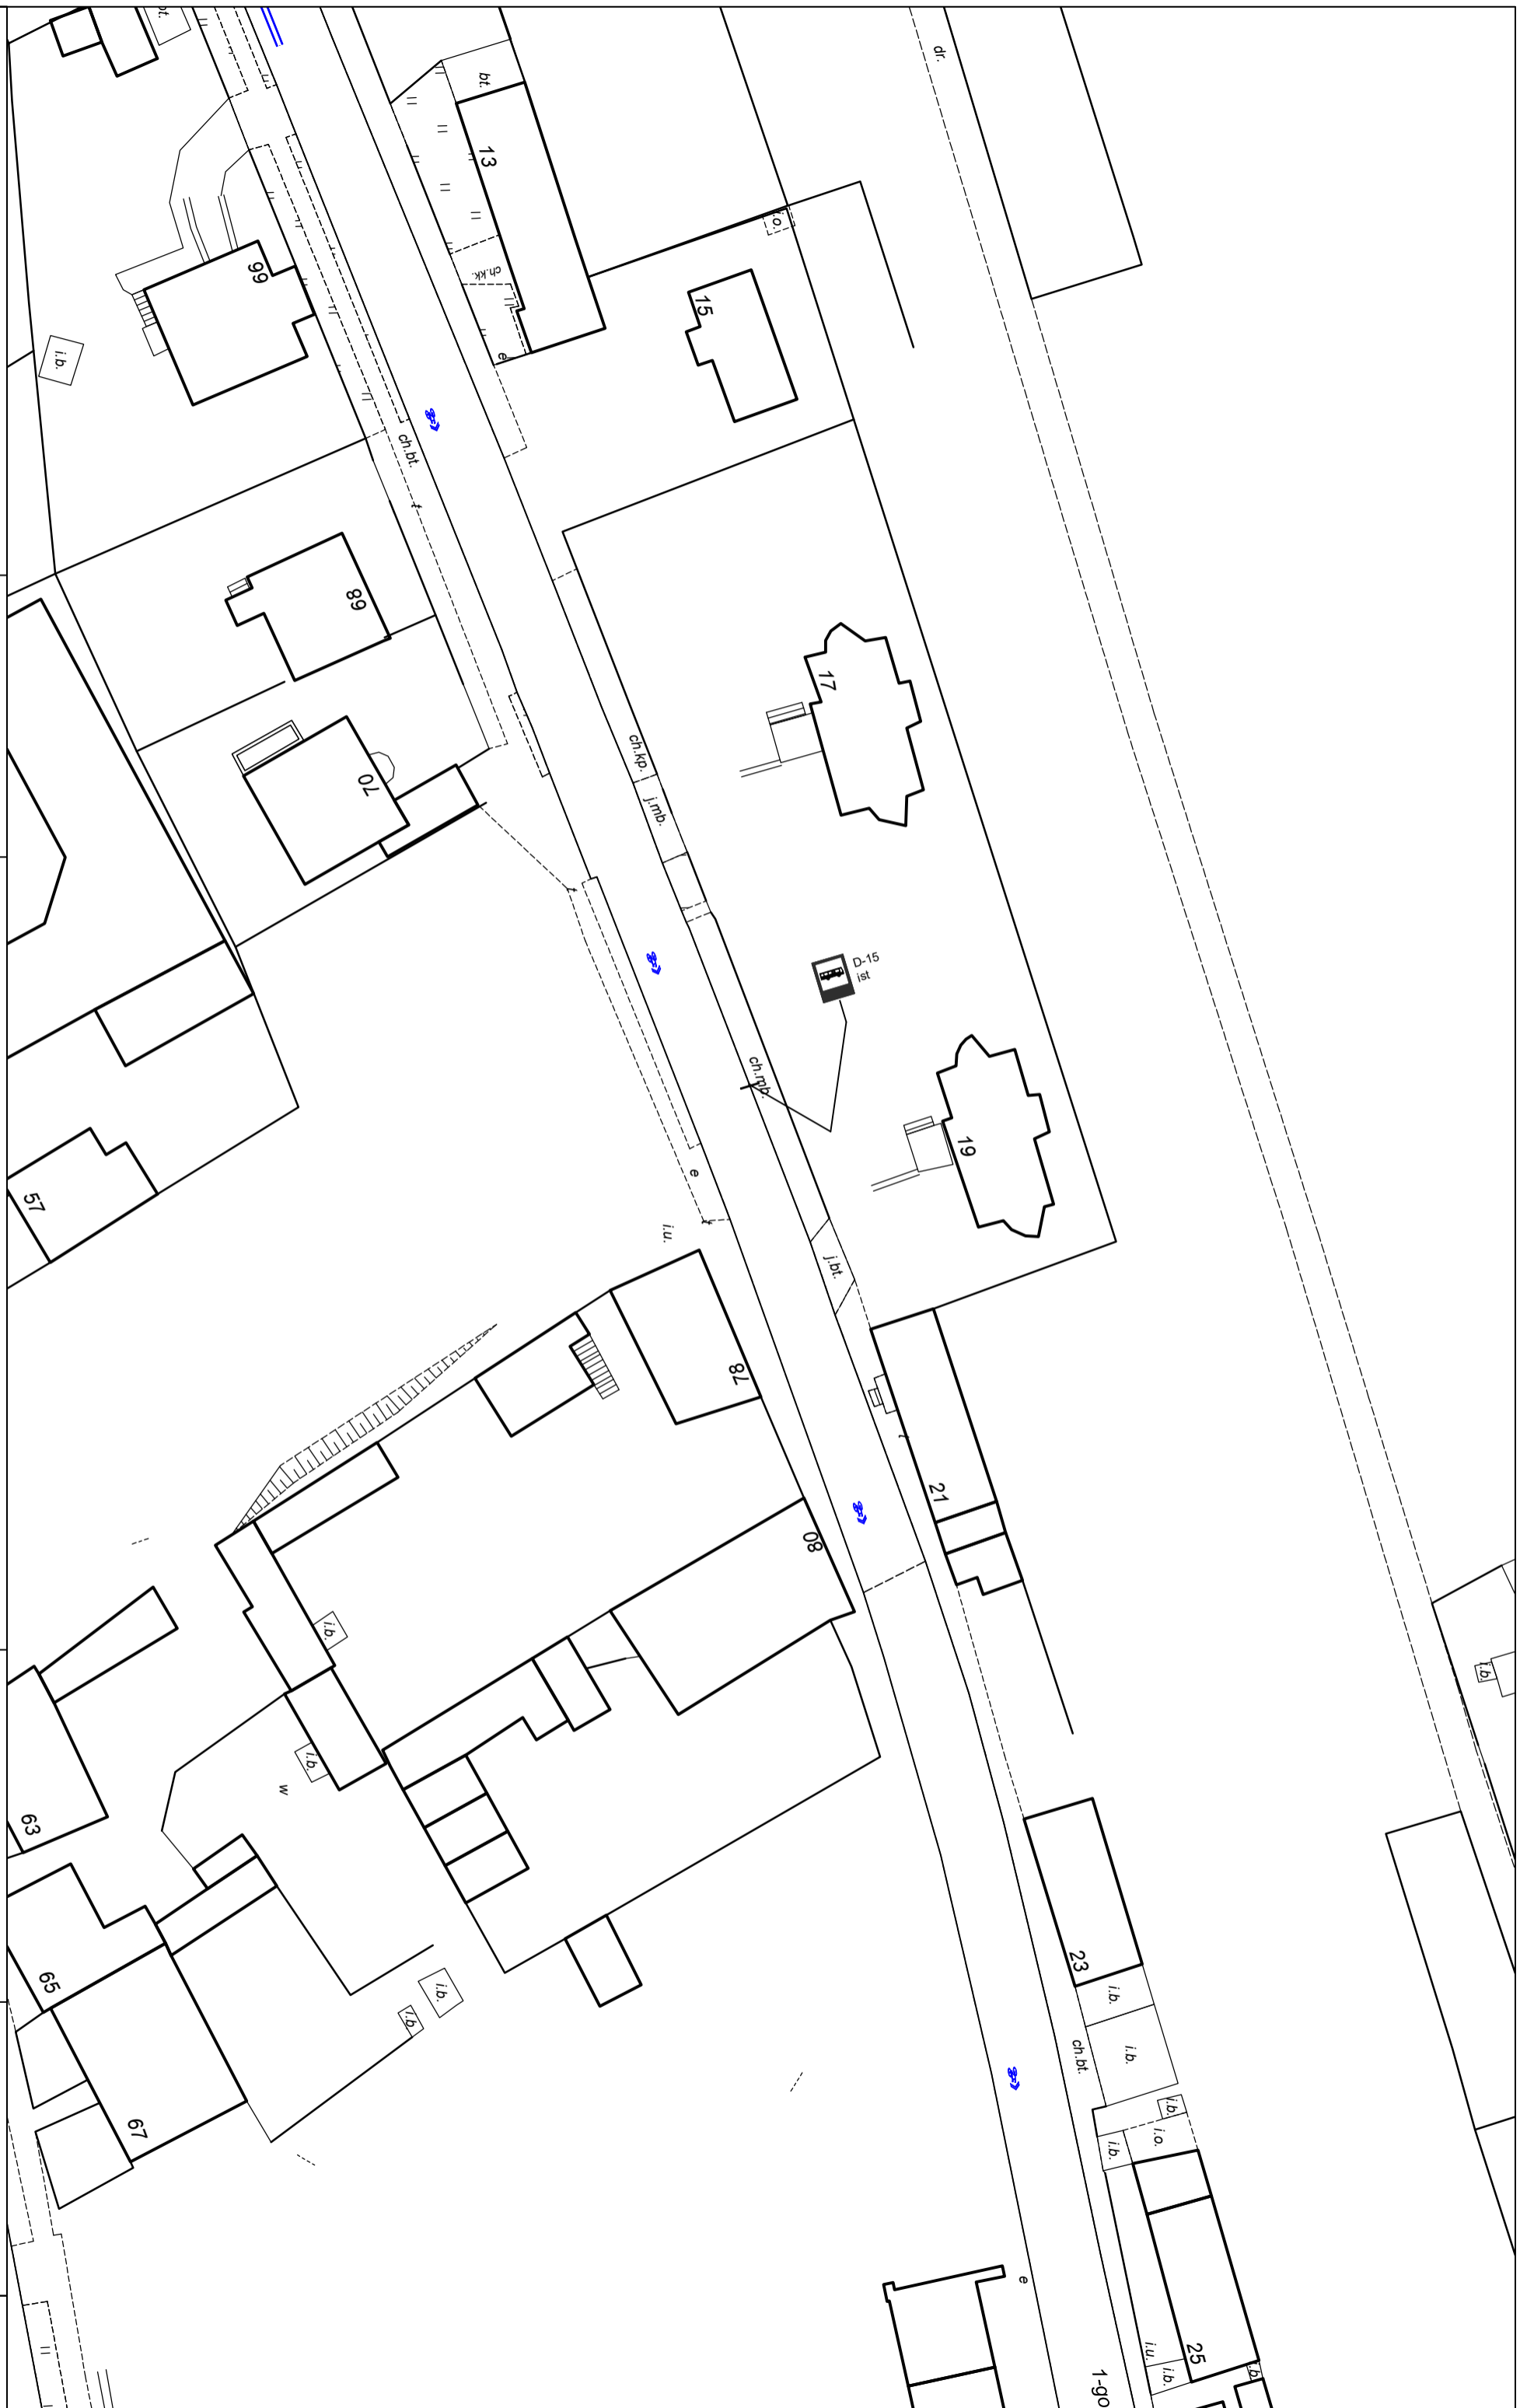 bt.
dr.
bt.
13
i.o.
ch.kk.
66
15
i.b.
e
ch.bt.
t
68
17
70
ch.kp.
j.mb.
t
D-15
ist
ch.mb.
19
e
57
i.u.
t
j.bt.
78
t
21
80
i.b.
i.b.
i.b.
w
63
23
65
i.b.
i.b.
i.b.
ch.bt.
i.b.
i.b.
67
i.o.
i.b.
e
i.u.
25
i.b.
i.b.
1-go